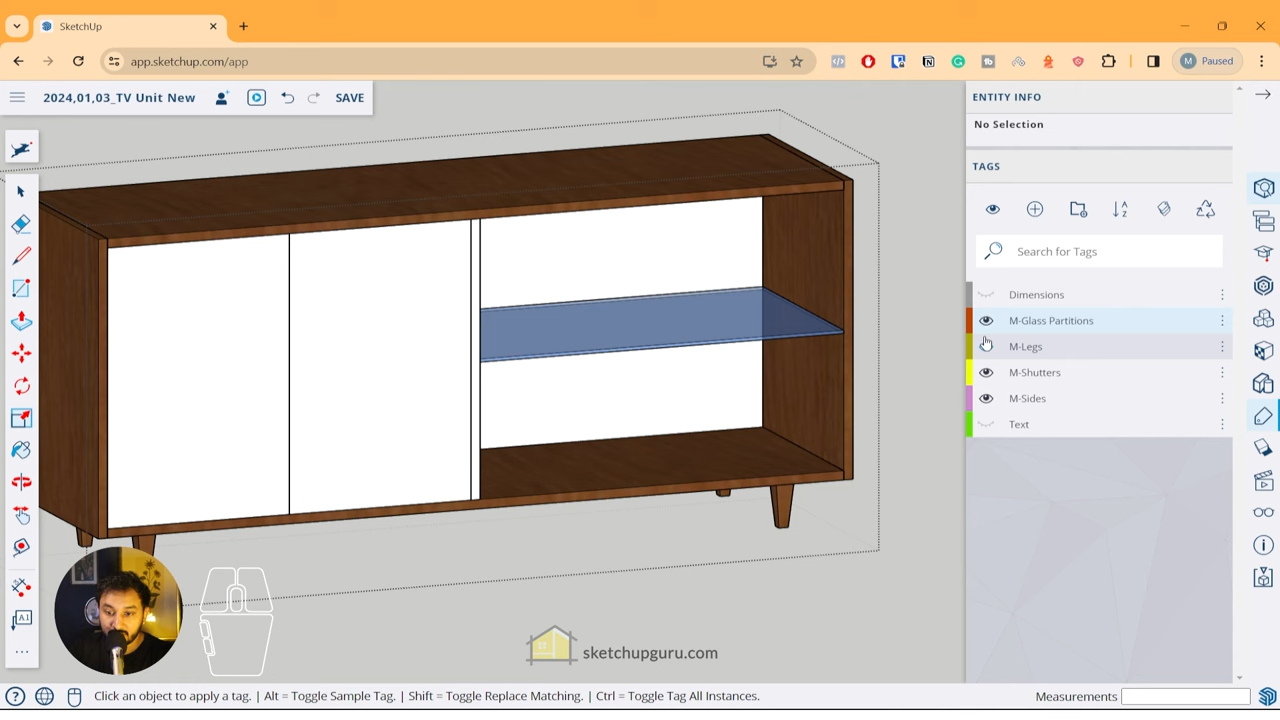 SketchUp
app.sketchup.com/app
M Paused
2024,01,03_TV Unit New
SAVE
ENTITY INFO
No Selection
TAGS
Search for Tags
Dimensions
M-Glass Partitions
M-Legs
M-Shutters
M-Sides
Text
sketchupguru.com
Click an object to apply a tag. | Alt = Toggle Sample Tag. | Shift = Toggle Replace Matching. | Ctrl = Toggle Tag All Instances.
Measurements